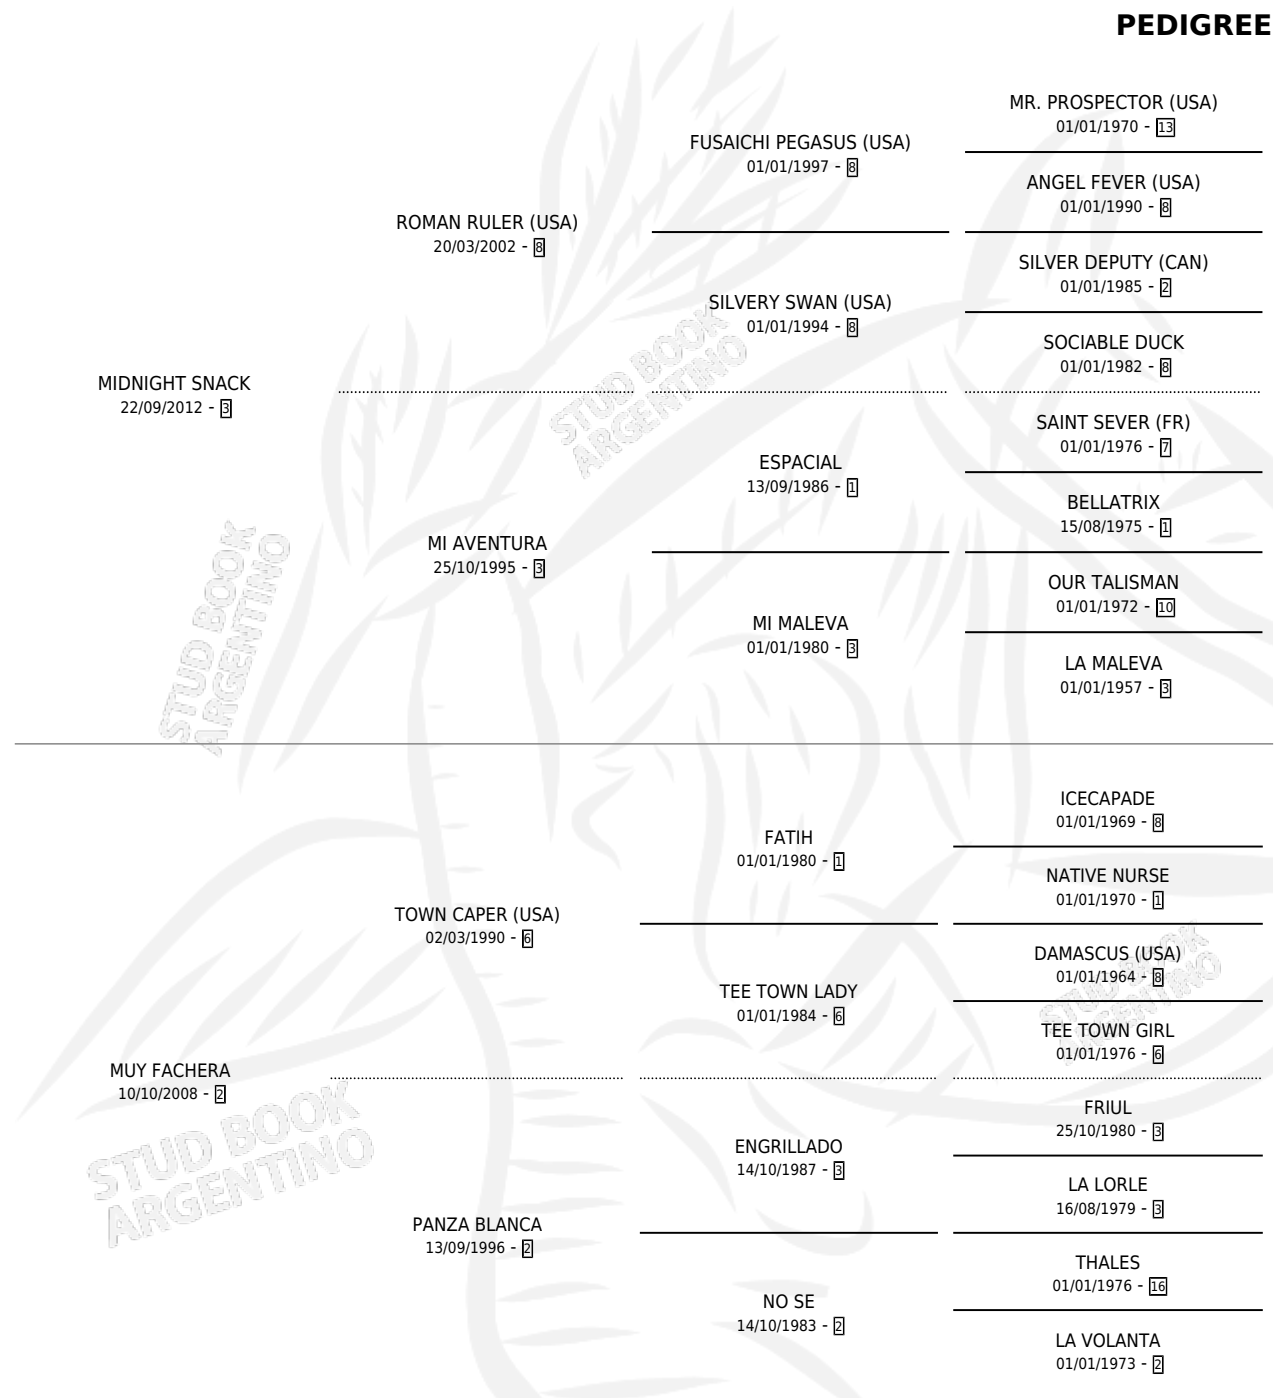 PEDIGREE
MR. PROSPECTOR (USA)
01/01/1970 - 13
FUSAICHI PEGASUS (USA)
01/01/1997 - 8
ANGEL FEVER (USA)
01/01/1990 - 8
ROMAN RULER (USA)
20/03/2002 - 8
SILVER DEPUTY (CAN)
01/01/1985 - 2
SILVERY SWAN (USA)
01/01/1994 - 8
SOCIABLE DUCK
01/01/1982 - 8
MIDNIGHT SNACK
22/09/2012 - 3
STUD BOOK
ARGENTINO
SAINT SEVER (FR)
01/01/1976 - 7
ESPACIAL
13/09/1986 - 1
BELLATRIX
15/08/1975 - 1
MI AVENTURA
25/10/1995 - 3
OUR TALISMAN
01/01/1972 - 10
MI MALEVA
01/01/1980 - 3
LA MALEVA
01/01/1957 - 3
STUD BOOK
ARGENTINO
ICECAPADE
01/01/1969 - 8
FATIH
01/01/1980 - 1
NATIVE NURSE
01/01/1970 - 1
TOWN CAPER (USA)
02/03/1990 - 6
DAMASCUS (USA)
01/01/1964 - 8
TEE TOWN LADY
01/01/1984 - 6
STUD BOOK
ARGENTINO
TEE TOWN GIRL
01/01/1976 - 6
MUY FACHERA
10/10/2008 - 2
FRIUL
25/10/1980 - 3
ENGRILLADO
14/10/1987 - 3
STUD BOOK
ARGENTINO
LA LORLE
16/08/1979 - 3
PANZA BLANCA
13/09/1996 - 2
THALES
01/01/1976 - 16
NO SE
14/10/1983 - 2
LA VOLANTA
01/01/1973 - 2